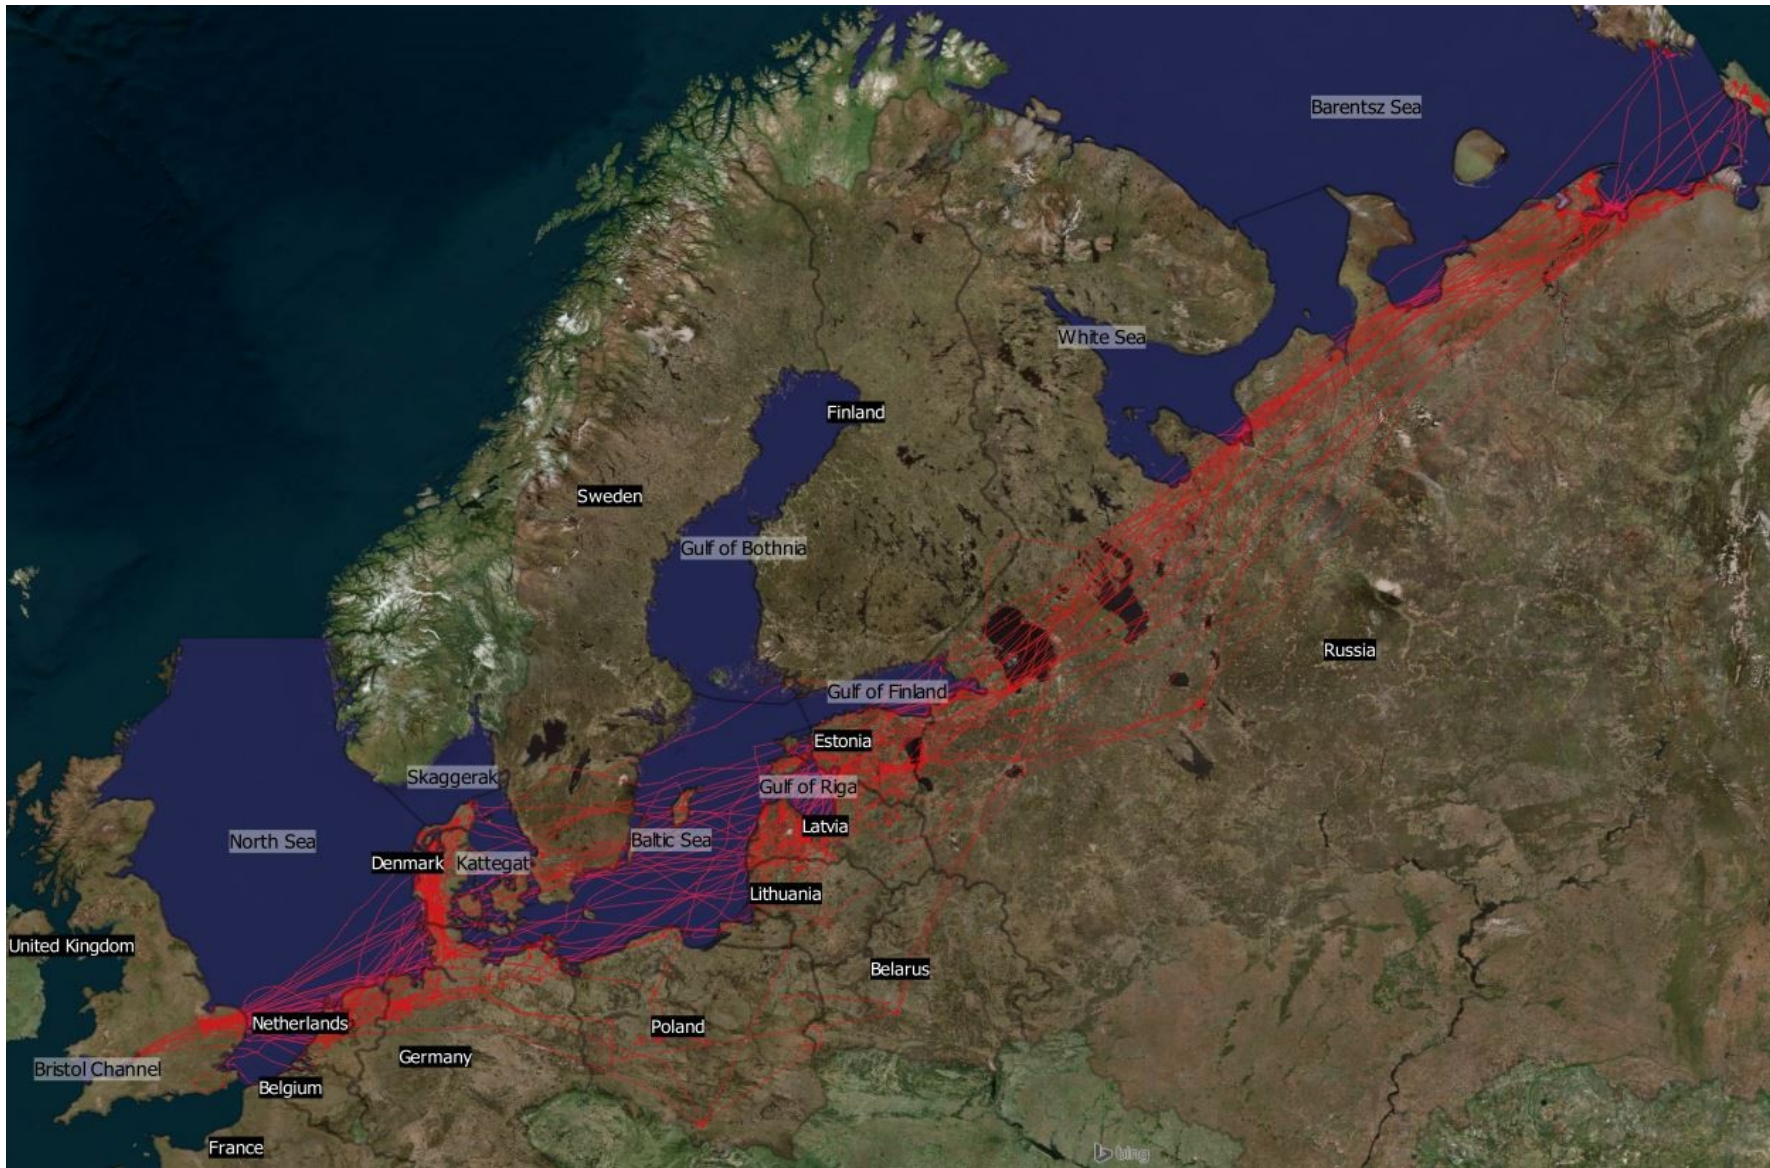 Barentsz Sea
White Sea
Finland
Sweden
Gulf of Bothnia
Russia
Gulf of Finland
Estonia
Skaggerak
Gulf of Riga
Latvia
North Sea
Baltic Sea
Denmark
Kattegat
Lithuania
United Kingdom
Belarus
Netherlands
Poland
Germany
Bristol Channel
Belgium
France
bing